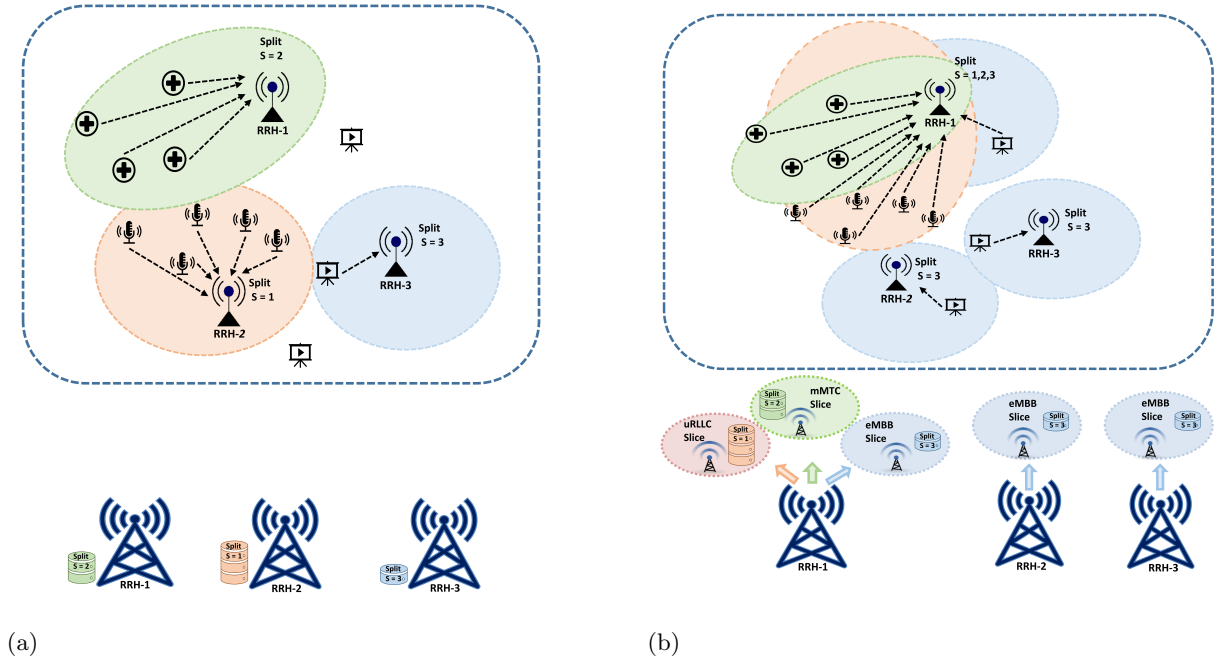 Split
S = 2
RRH-1
Split
S = 3
RRH-3
Split
S = 1
RRH-2
Split
S = 2
RRH-1
Split
S = 1
RRH-2
Split
S = 3
RRH-3
(a)
Split
S = 1,2,3
RRH-1
Split
S = 3
RRH-3
Split
S = 3
RRH-2
uRLLC
Slice
Split
S = 1
Split
S = 2
mMTC
Slice
eMBB
Slice
Split
S = 3
RRH-1
eMBB
Slice
Split
S = 3
RRH-2
eMBB
Slice
Split
S = 3
RRH-3
(b)